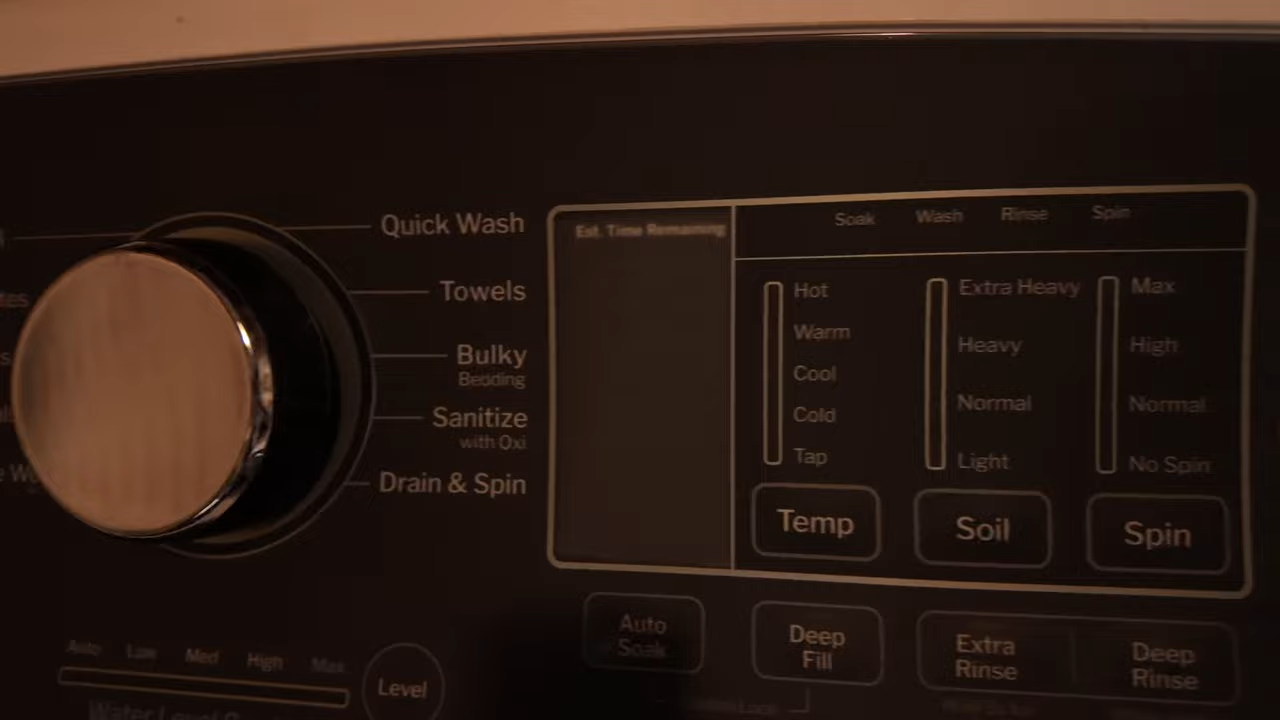 Quick Wash
Towels
Bulky
Bedding
Sanitize
with Oxi
Drain & Spin
Est. Time Remaining
Soak Wash Rinse Spin
Hot
Warm
Cool
Cold
Tap
Temp
Extra Heavy
Heavy
Normal
Light
Soil
Max
High
Normal
No Spin
Spin
Auto Low Med High Max
Level
Auto
Soak
Deep
Fill
Extra
Rinse
Deep
Rinse
Water Level